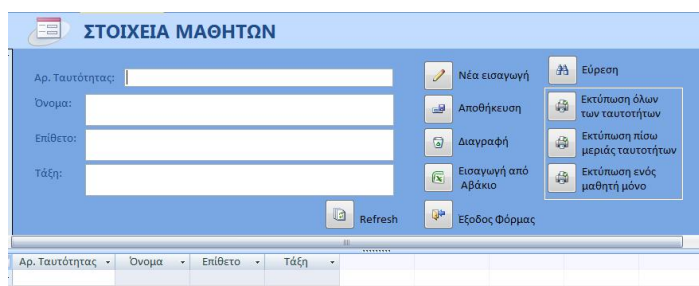 ΣΤΟΙΧΕΙΑ ΜΑΘΗΤΩΝ
Αρ. Ταυτότητας:
Όνομα:
Επίθετο:
Τάξη:
Νέα εισαγωγή
Αποθήκευση
Διαγραφή
Εισαγωγή από
Αβάκιο
Refresh
Εξοδος Φόρμας
Εύρεση
Εκτύπωση όλων
των ταυτοτήτων
Εκτύπωση πίσω
μεριάς ταυτοτήτων
Εκτύπωση ενός
μαθητή μόνο
Αρ. Ταυτότητας Όνομα Επίθετο Τάξη